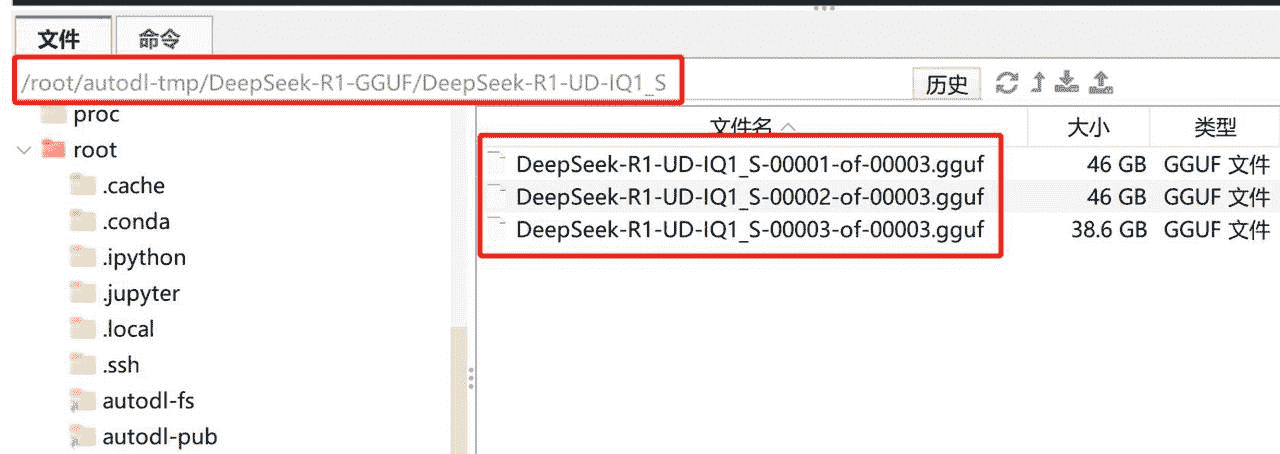 文件 命令
/root/autodl-tmp/DeepSeek-R1-GGUF/DeepSeek-R1-UD-IQ1_S 历史
proc
root
.cache
.conda
.ipython
.jupyter
.local
.ssh
autodl-fs
autodl-pub
文件名 大小 类型
DeepSeek-R1-UD-IQ1_S-00001-of-00003.gguf 46 GB GGUF 文件
DeepSeek-R1-UD-IQ1_S-00002-of-00003.gguf 46 GB GGUF 文件
DeepSeek-R1-UD-IQ1_S-00003-of-00003.gguf 38.6 GB GGUF 文件